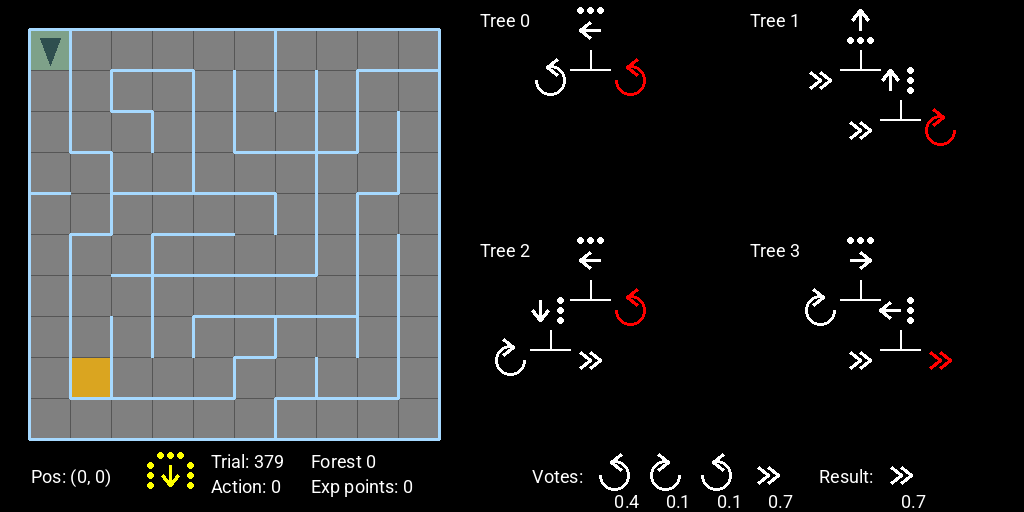 Tree 0
Tree 1
Tree 2
Tree 3
Pos: (0, 0)
Trial: 379
Forest 0
Action: 0
Exp points: 0
Votes:
0.4
0.1
0.1
0.7
Result:
0.7